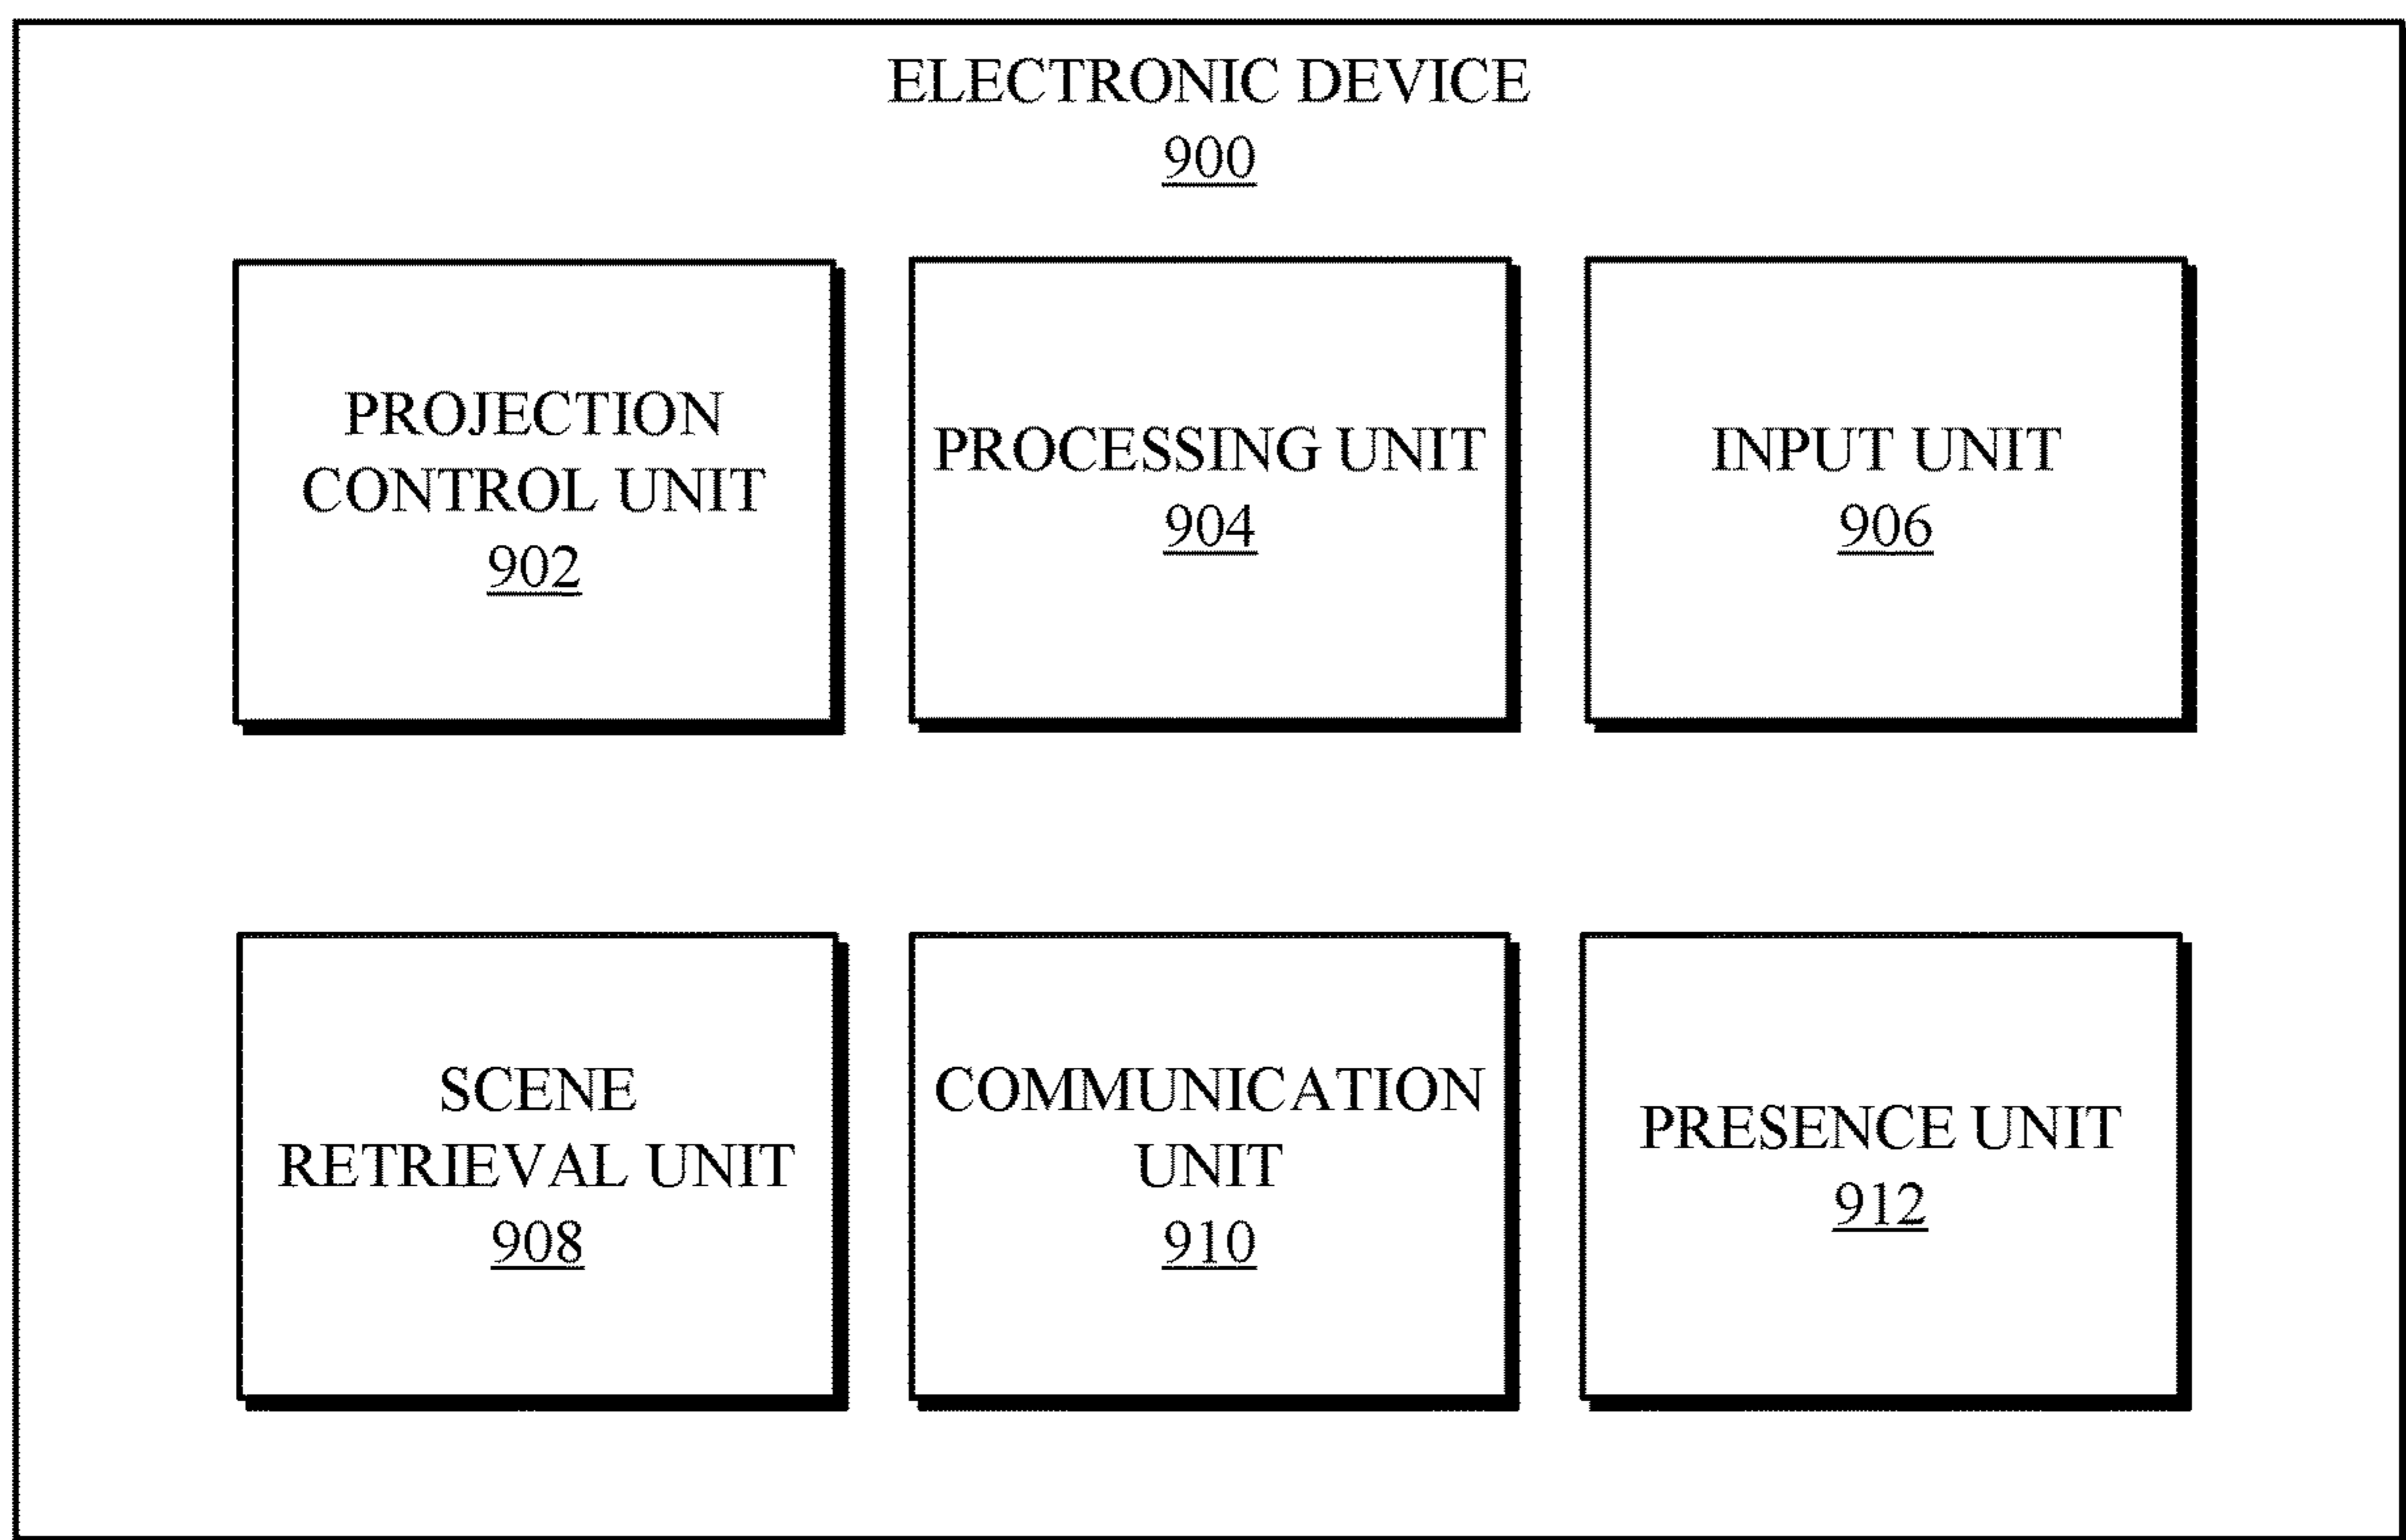 ELECTRONIC DEVICE
900
PROJECTION
CONTROL UNIT
902
PROCESSING UNIT
904
INPUT UNIT
906
SCENE
RETRIEVAL UNIT
908
COMMUNICATION
UNIT
910
PRESENCE UNIT
912